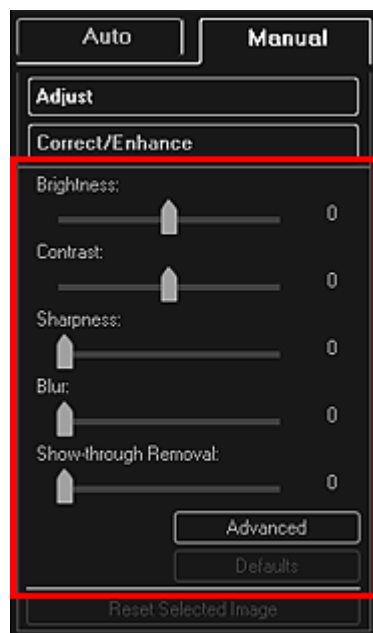 Auto Manual
Adjust
Correct/Enhance
Brightness:
0
Contrast:
0
Sharpness:
0
Blur:
0
Show-through Removal:
0
Advanced
Defaults
Reset Selected Image